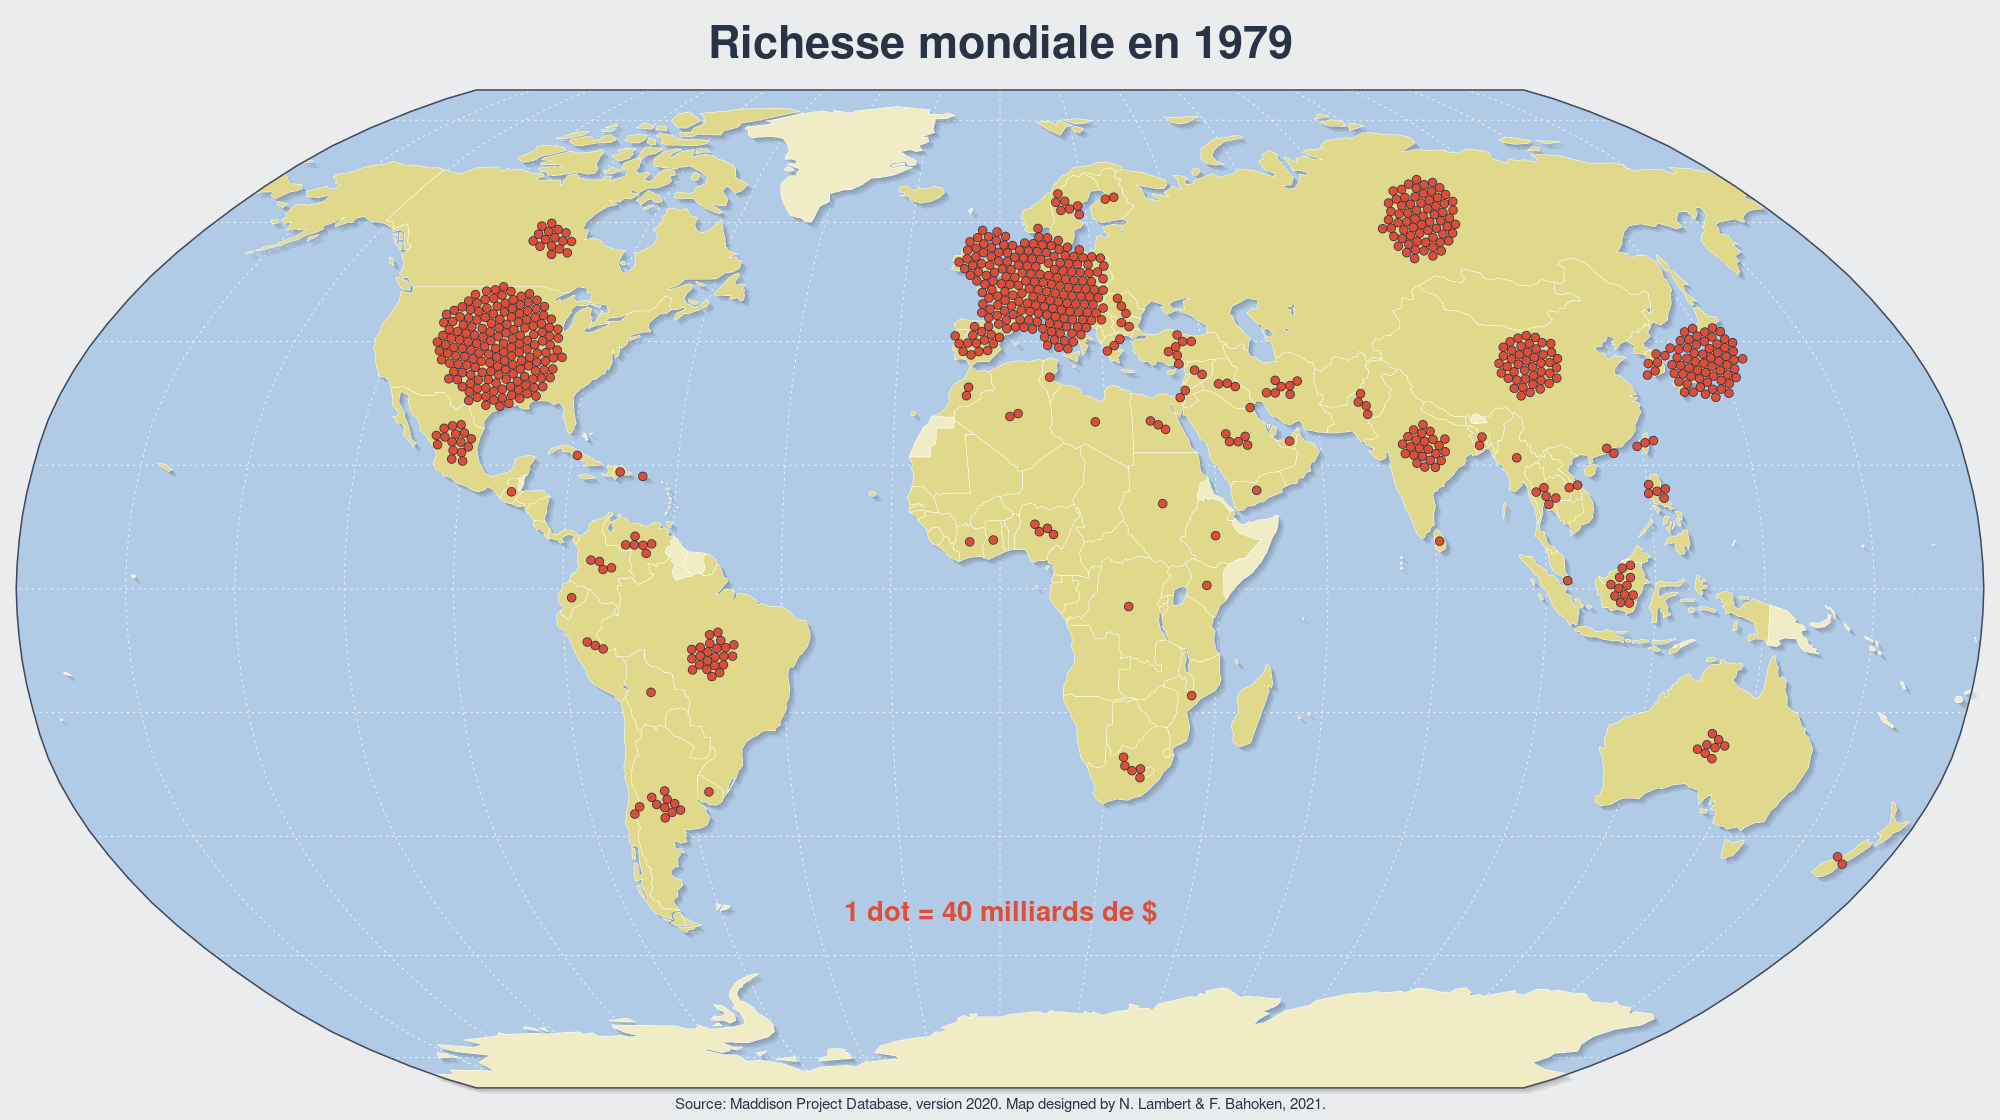 Richesse mondiale en 1979
1 dot = 40 milliards de $
Source: Maddison Project Database, version 2020. Map designed by N. Lambert & F. Bahoken, 2021.